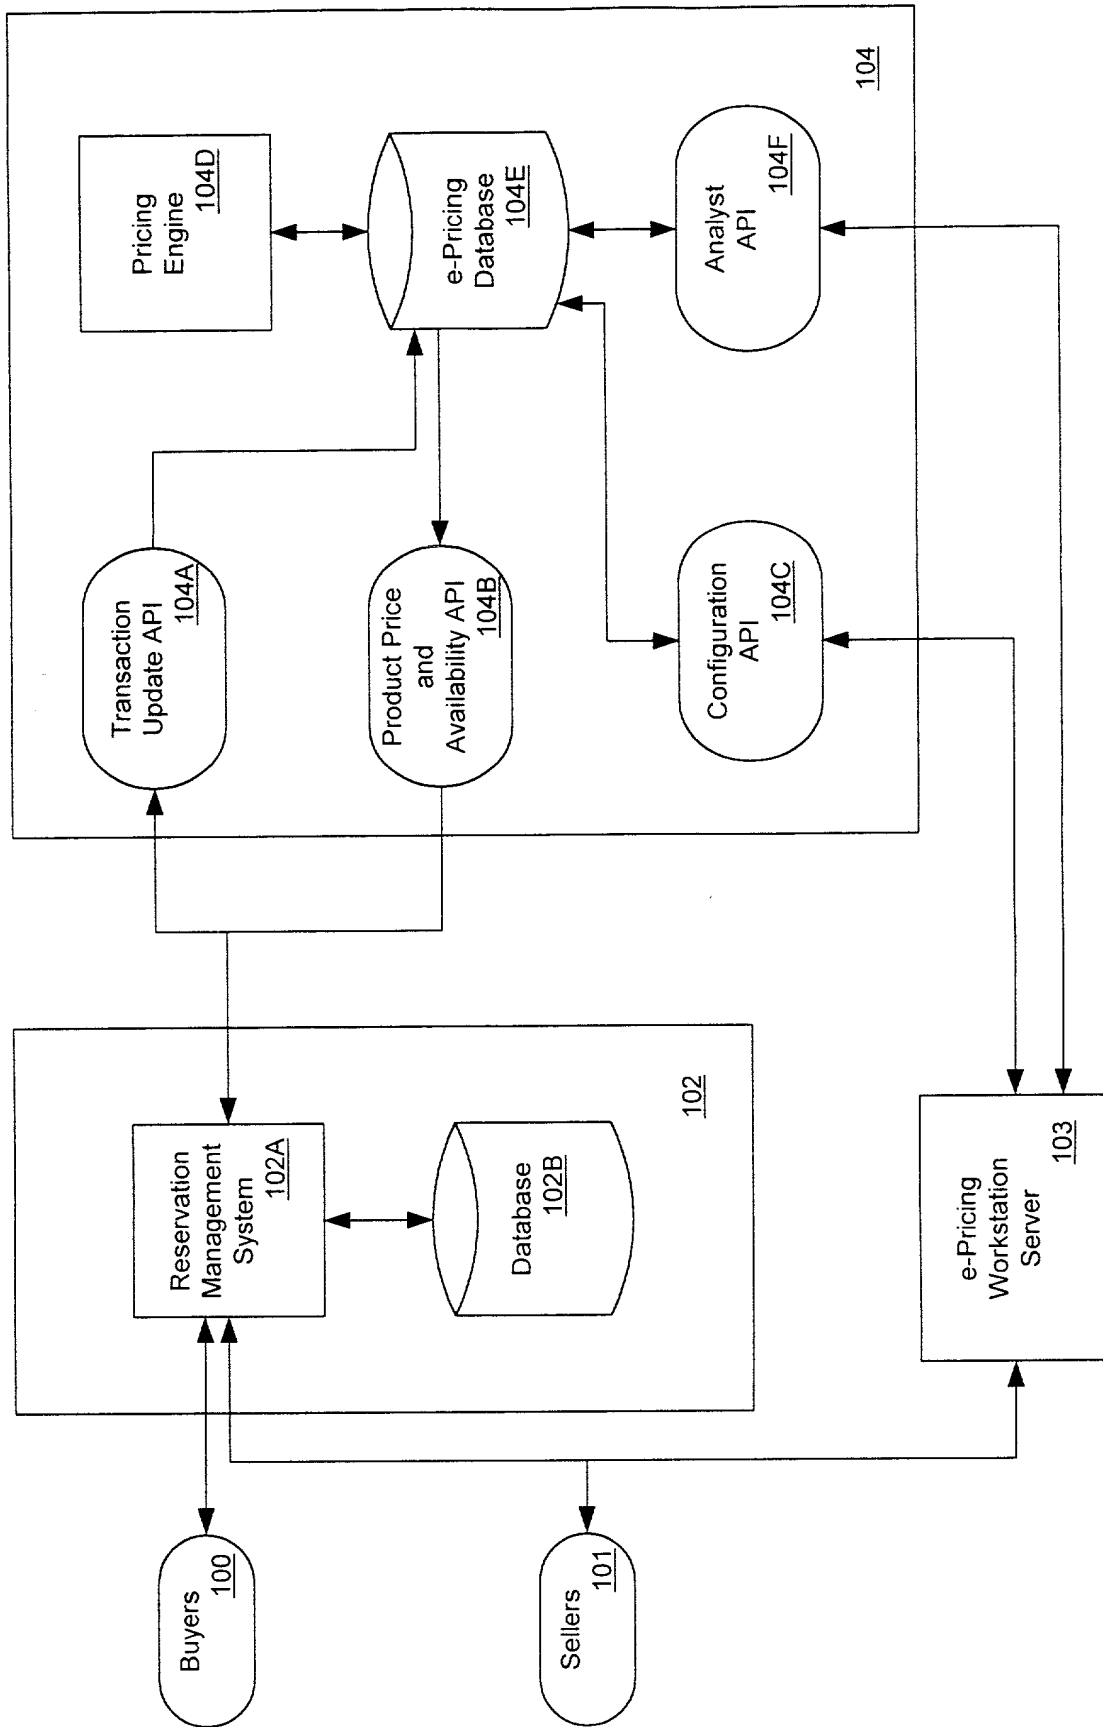 Buyers
100
Sellers
101
Reservation
Management
System
102A
Database
102B
102
e-Pricing
Workstation
Server
103
Transaction
Update API
104A
Product Price
and
Availability API
104B
Configuration
API
104C
Pricing
Engine
104D
e-Pricing
Database
104E
Analyst
API
104F
104